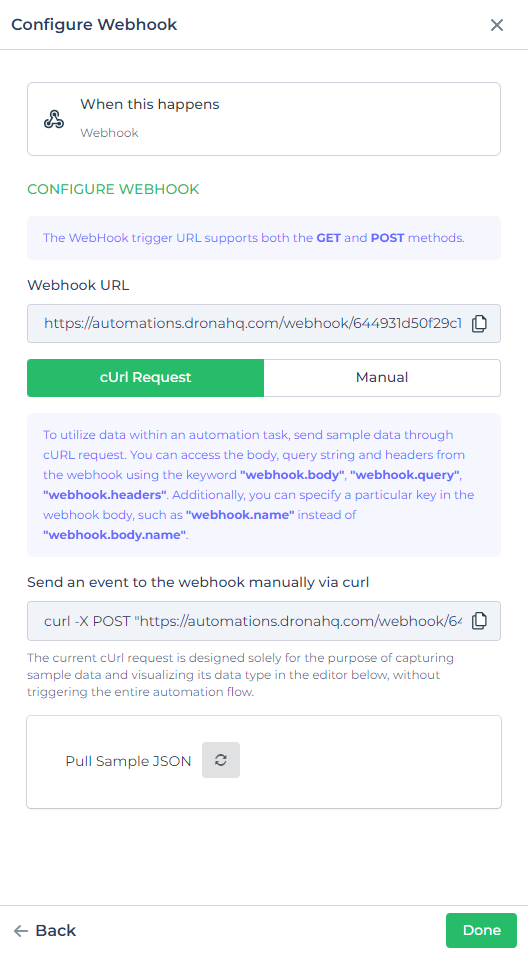 Configure Webhook
When this happens
Webhook
CONFIGURE WEBHOOK
The WebHook trigger URL supports both the GET and POST methods.
Webhook URL
https://automations.dronahq.com/webhook/644931d50f29c1
cUrl Request
Manual
To utilize data within an automation task, send sample data through
cURL request. You can access the body, query string and headers from
the webhook using the keyword "webhook.body", "webhook.query",
"webhook.headers". Additionally, you can specify a particular key in the
webhook body, such as "webhook.name" instead of
"webhook.body.name".
Send an event to the webhook manually via curl
curl -X POST "https://automations.dronahq.com/webhook/64
The current cUrl request is designed solely for the purpose of capturing
sample data and visualizing its data type in the editor below, without
triggering the entire automation flow.
Pull Sample JSON
Back
Done